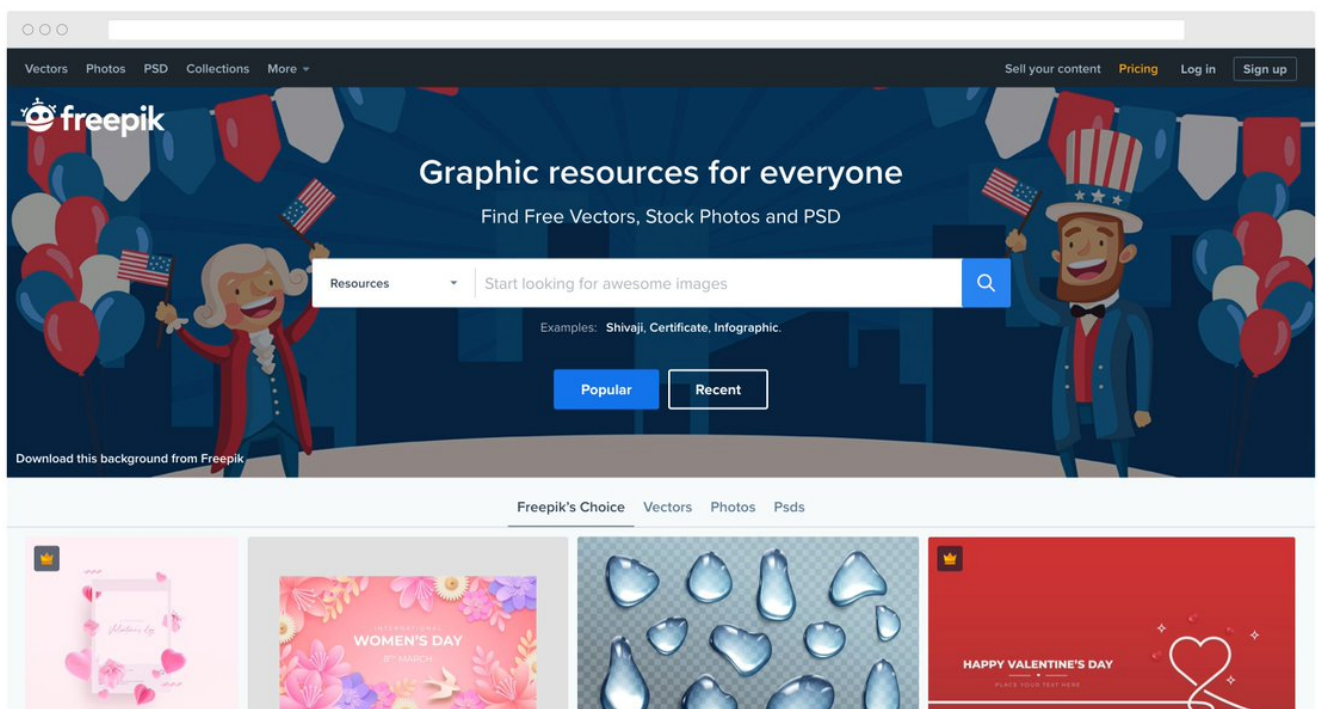 Vectors Photos PSD Collections More Sell your content Pricing Log in Sign up
freepik
Graphic resources for everyone
Find Free Vectors, Stock Photos and PSD
Resources Start looking for awesome images
Examples: Shivaji, Certificate, Infographic.
Popular Recent
Download this background from Freepik
Freepik's Choice Vectors Photos Psds
Valentine's day
INTERNATIONAL
WOMEN'S DAY
8TH MARCH
HAPPY VALENTINE'S DAY
PLACE YOUR TEXT HERE